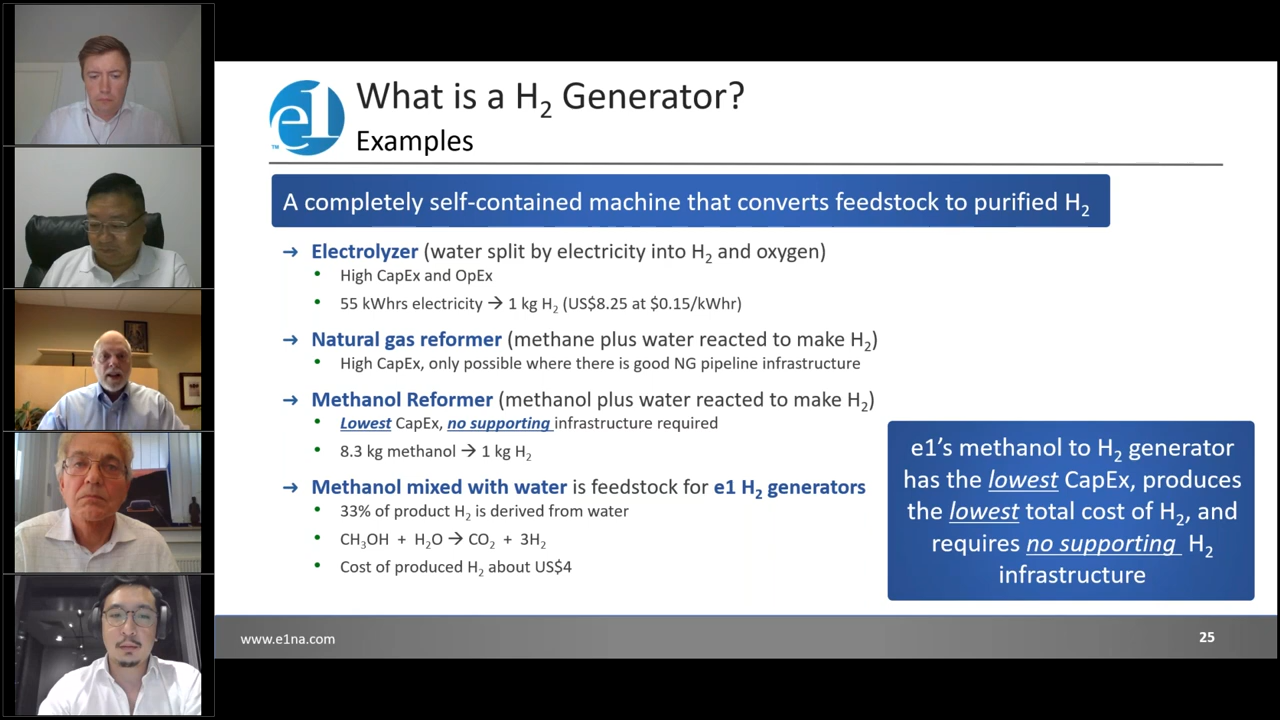 e1
TM
What is a H₂ Generator?
Examples
A completely self-contained machine that converts feedstock to purified H₂
→ Electrolyzer (water split by electricity into H₂ and oxygen)
• High CapEx and OpEx
• 55 kWhrs electricity → 1 kg H₂ (US$8.25 at $0.15/kWhr)
→ Natural gas reformer (methane plus water reacted to make H₂)
• High CapEx, only possible where there is good NG pipeline infrastructure
→ Methanol Reformer (methanol plus water reacted to make H₂)
• Lowest CapEx, no supporting infrastructure required
• 8.3 kg methanol → 1 kg H₂
→ Methanol mixed with water is feedstock for e1 H₂ generators
• 33% of product H₂ is derived from water
• CH₃OH + H₂O → CO₂ + 3H₂
• Cost of produced H₂ about US$4
e1's methanol to H₂ generator
has the lowest CapEx, produces
the lowest total cost of H₂, and
requires no supporting H₂
infrastructure
www.e1na.com
25